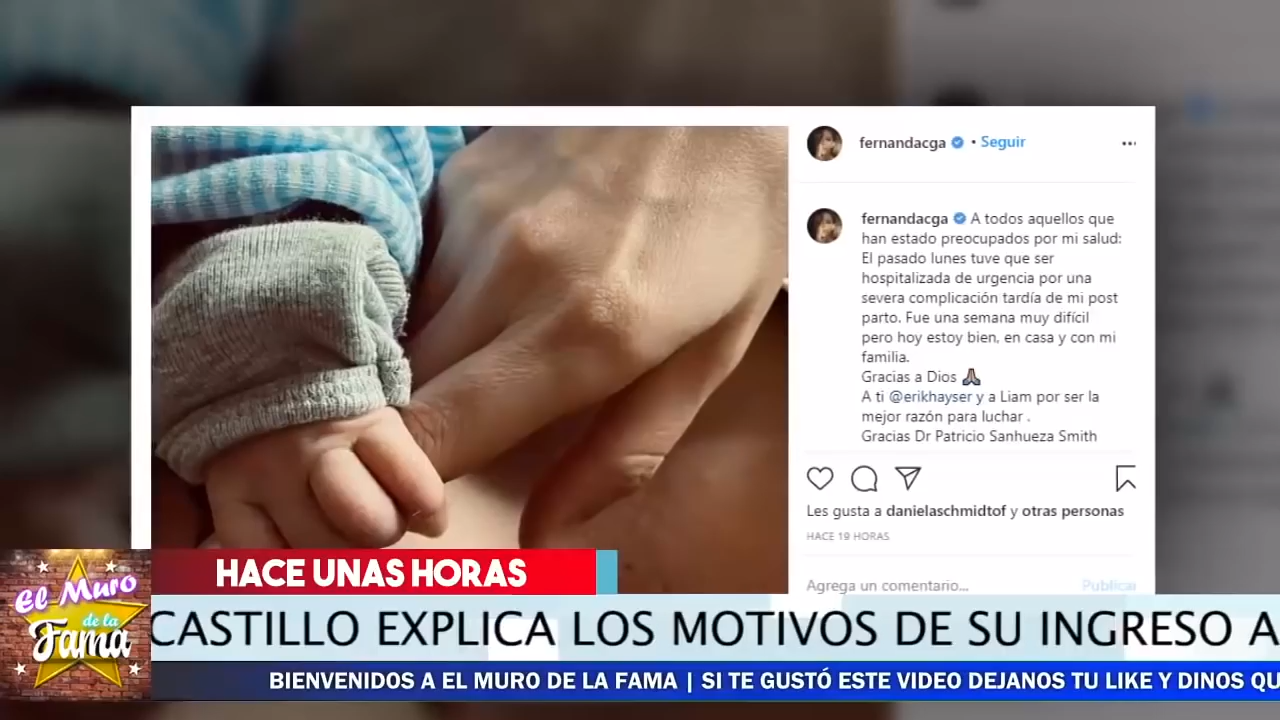 fernandacga • Seguir
fernandacga A todos aquellos que
han estado preocupados por mi salud:
El pasado lunes tuve que ser
hospitalizada de urgencia por una
severa complicación tardía de mi post
parto. Fue una semana muy difícil
pero hoy estoy bien, en casa y con mi
familia.
Gracias a Dios 🙏🏽
A ti @erikhayser y a Liam por ser la
mejor razón para luchar .
Gracias Dr Patricio Sanhueza Smith
Les gusta a danielaschmidtof y otras personas
HACE 19 HORAS
Agrega un comentario... Publicar
HACE UNAS HORAS
El Muro
de la
Fama
CASTILLO EXPLICA LOS MOTIVOS DE SU INGRESO A
BIENVENIDOS A EL MURO DE LA FAMA | SI TE GUSTÓ ESTE VIDEO DEJANOS TU LIKE Y DINOS QU